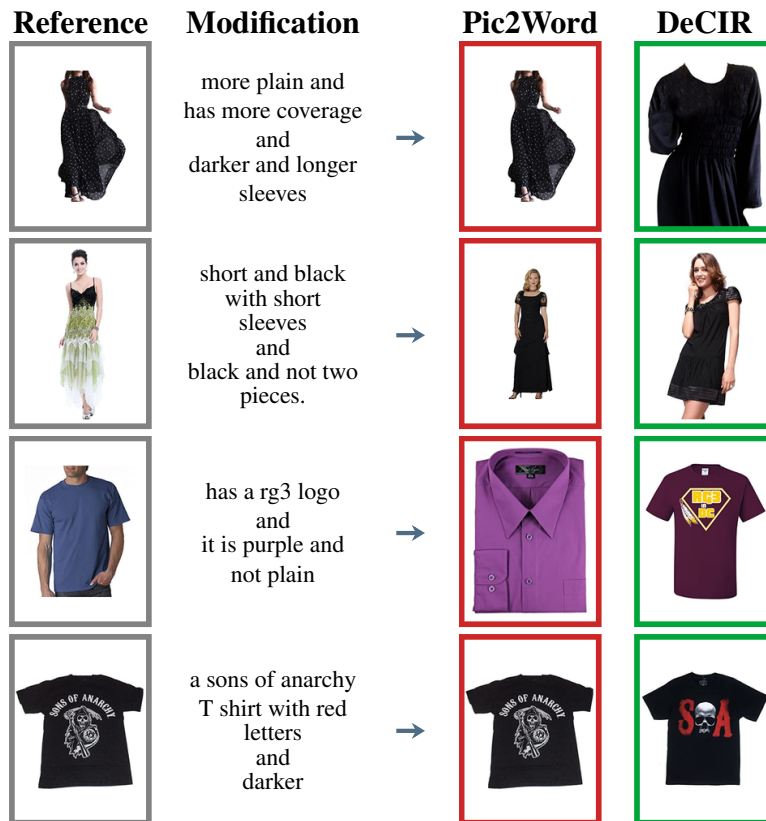 Reference Modification Pic2Word DeCIR
more plain and
has more coverage
and
darker and longer
sleeves
short and black
with short
sleeves
and
black and not two
pieces.
has a rg3 logo
and
it is purple and
not plain
RG3
DC
a sons of anarchy
T shirt with red
letters
and
darker
SONS OF ANARCHY
SONS OF ANARCHY
S A